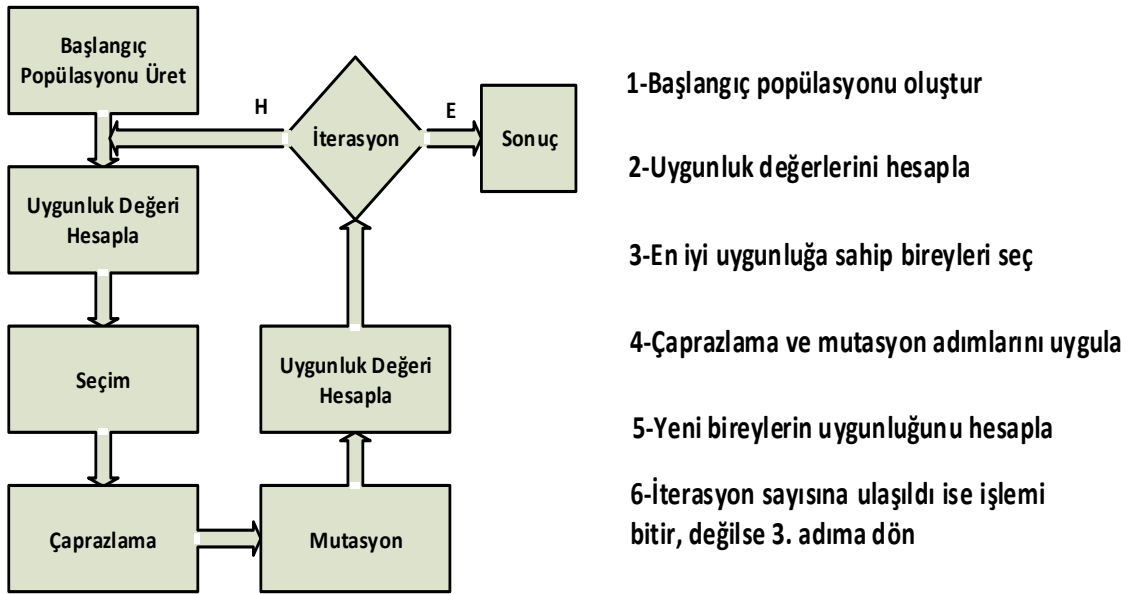 Başlangıç
Popülasyonu Üret
H
İterasyon
E
Sonuç
Uygunluk Değeri
Hesapla
Seçim
Uygunluk Değeri
Hesapla
Çaprazlama
Mutasyon
1-Başlangıç popülasyonu oluştur
2-Uygunluk değerlerini hesapla
3-En iyi uygunluğa sahip bireyleri seç
4-Çaprazlama ve mutasyon adımlarını uygula
5-Yeni bireylerin uygunluğunu hesapla
6-İterasyon sayısına ulaşıldı ise işlemi
bitir, değilse 3. adıma dön